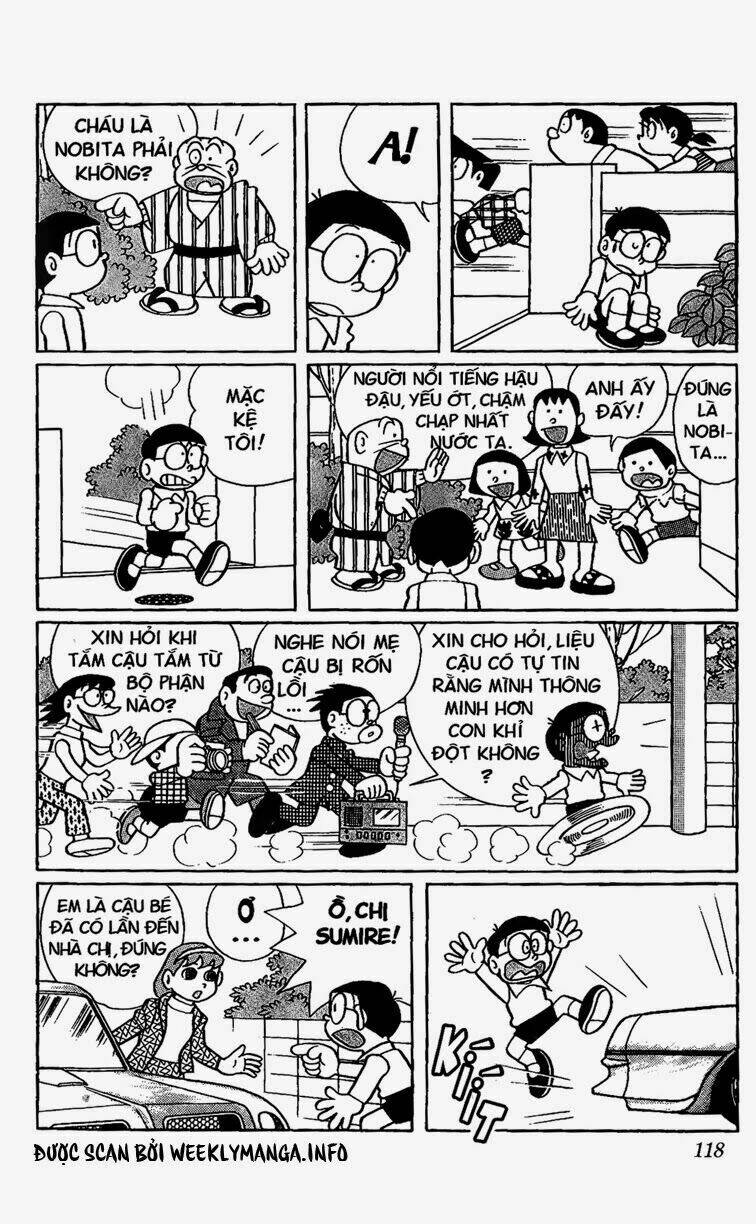 A!
CHÁU LÀ
NOBITA PHẢI
KHÔNG?
ĐÚNG
LÀ
NOBI-
TA...
ANH ẤY
ĐẤY!
NGƯỜI NỔI TIẾNG HẬU
ĐẬU, YẾU ỚT, CHẬM
CHẠP NHẤT
NƯỚC TA.
MẶC
KỆ
TÔI!
XIN CHO HỎI, LIỆU
CẬU CÓ TỰ TIN
RẰNG MÌNH THÔNG
MINH HƠN
CON KHỈ
ĐỘT KHÔNG
?
NGHE NÓI MẸ
CẬU BỊ RỐN
LỒI
...
XIN HỎI KHI
TẮM CẬU TẮM TỪ
BỘ PHẬN
NÀO?
KÍÍÍT
Ồ, CHỊ
SUMIRE!
Ơ
...
EM LÀ CẬU BÉ
ĐÃ CÓ LẦN ĐẾN
NHÀ CHỊ, ĐÚNG
KHÔNG?
ĐƯỢC SCAN BỞI WEEKLYMANGA.INFO
118